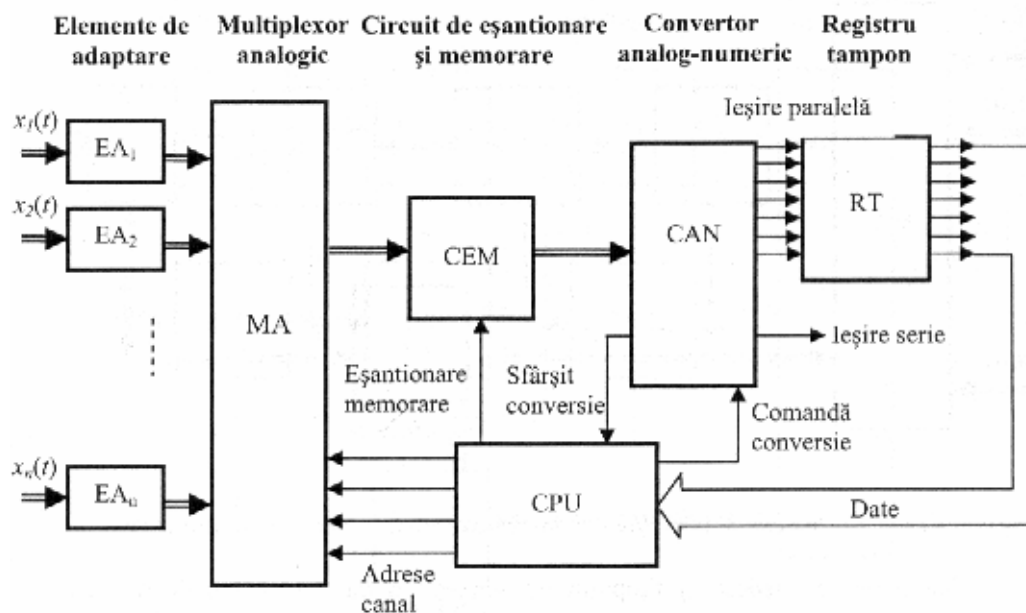 Elemente de
adaptare
Multiplexor
analogic
Circuit de eşantionare
şi memorare
Convertor
analog-numeric
Registru
tampon
Ieşire paralelă
x1(t)
EA1
x2(t)
EA2
MA
CEM
CAN
RT
Ieşire serie
Eşantionare
memorare
Sfârşit
conversie
Comandă
conversie
xn(t)
EAn
CPU
Date
Adrese
canal